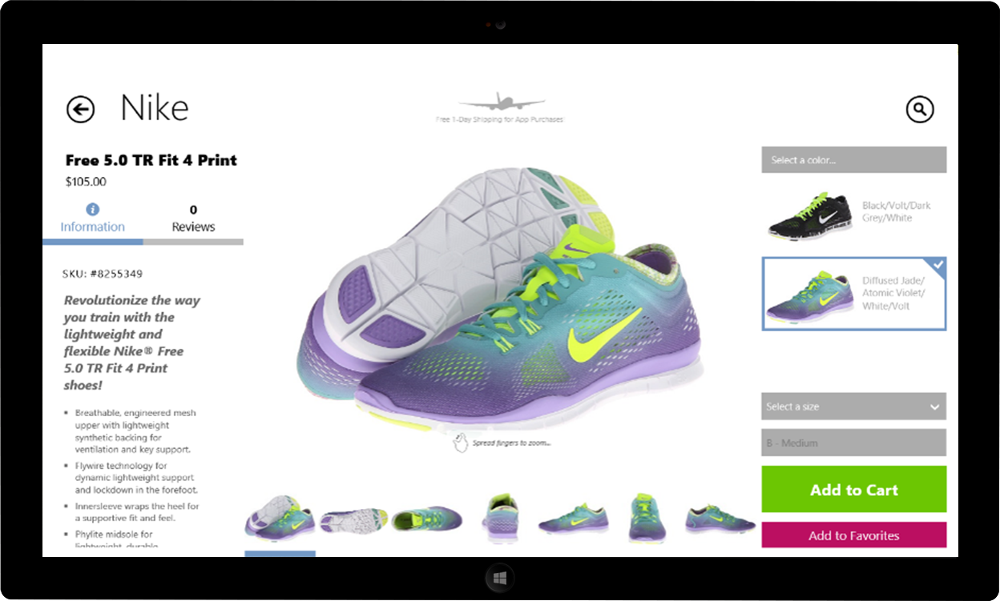 Nike
Free 1-Day Shipping for App Purchases
Free 5.0 TR Fit 4 Print
$105.00
i
Information
0
Reviews
SKU: #8255349
Revolutionize the way
you train with the
lightweight and
flexible Nike® Free
5.0 TR Fit 4 Print
shoes!
Breathable, engineered mesh
upper with lightweight
synthetic backing for
ventilation and key support.
Flywire technology for
dynamic lightweight support
and lockdown in the forefoot.
Innersleeve wraps the heel for
a supportive fit and feel.
Phylite midsole for
lightweight, durable
Spread fingers to zoom...
Select a color...
Black/Volt/Dark
Grey/White
Diffused Jade/
Atomic Violet/
White/Volt
Select a size
B - Medium
Add to Cart
Add to Favorites